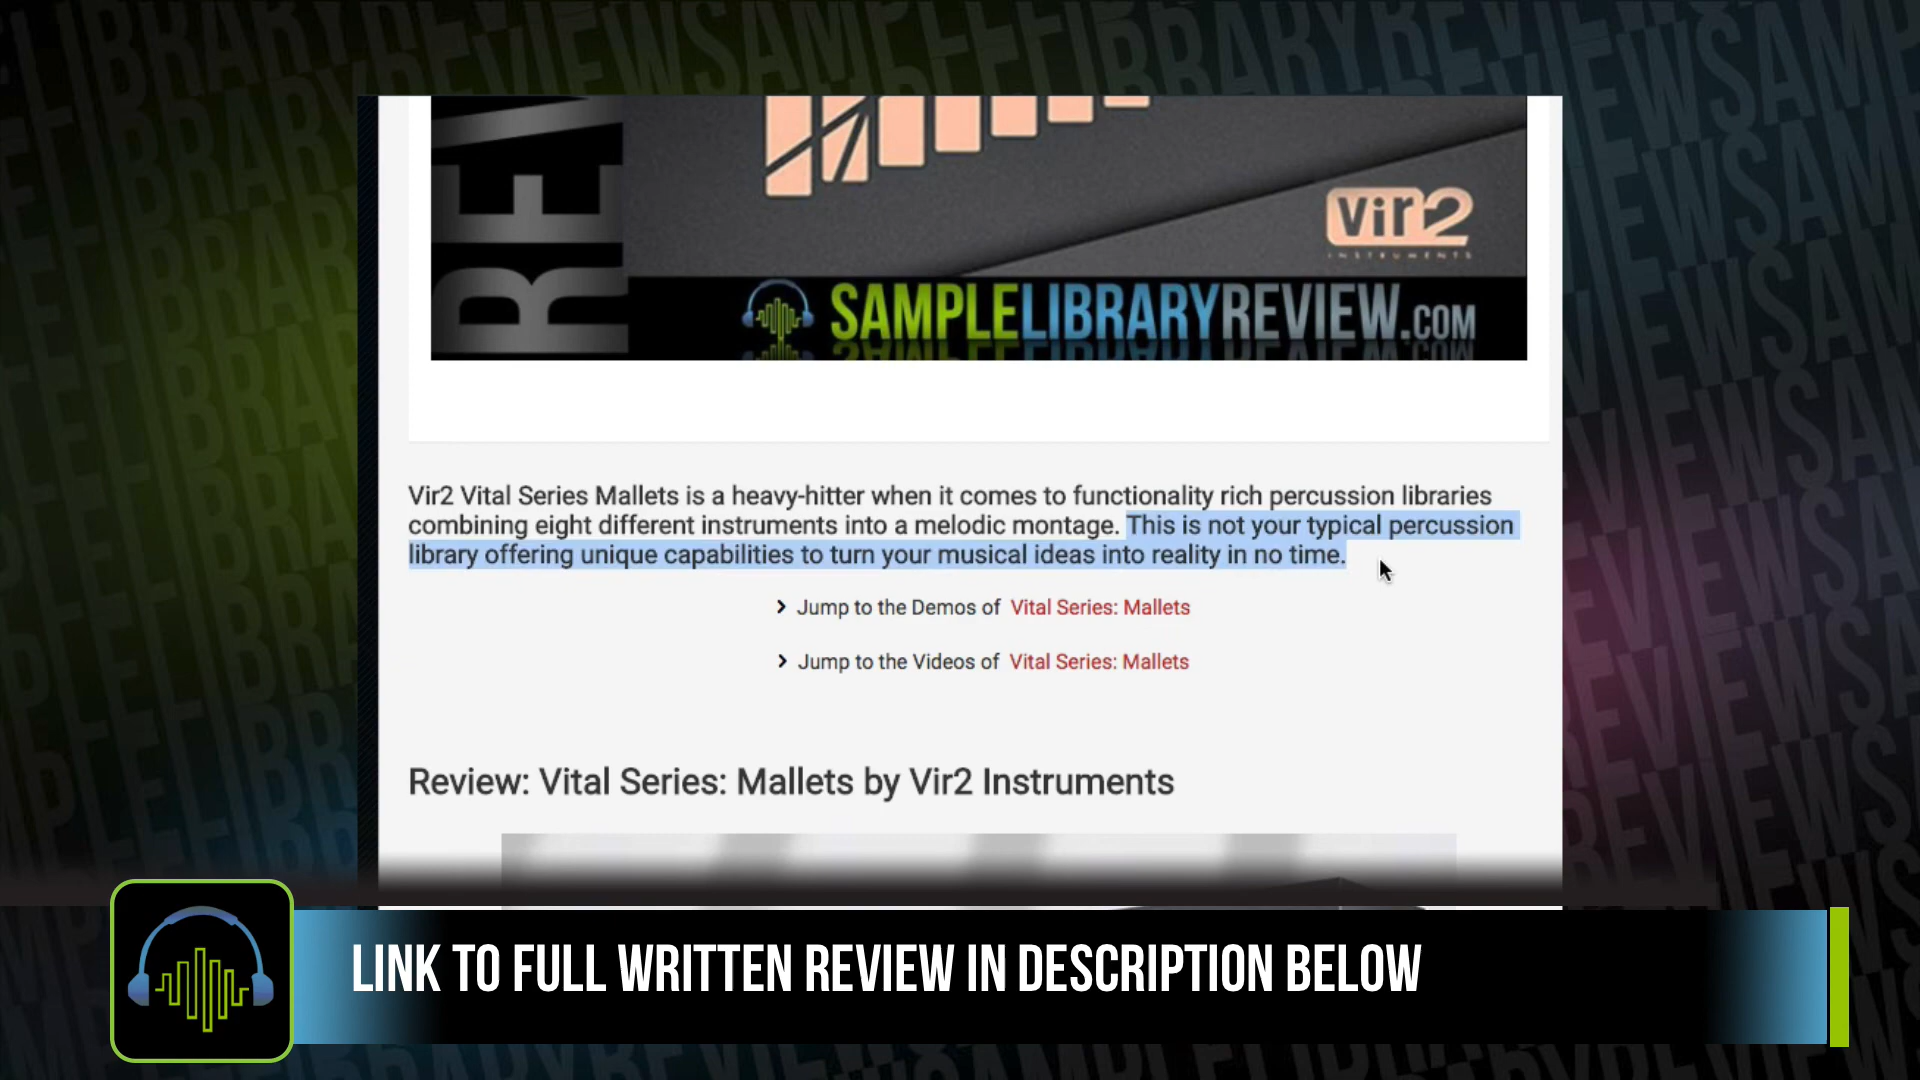 REV
Vir2
INSTRUMENTS
SAMPLELIBRARYREVIEW.COM
Vir2 Vital Series Mallets is a heavy-hitter when it comes to functionality rich percussion libraries
combining eight different instruments into a melodic montage. This is not your typical percussion
library offering unique capabilities to turn your musical ideas into reality in no time.
Jump to the Demos of Vital Series: Mallets
Jump to the Videos of Vital Series: Mallets
Review: Vital Series: Mallets by Vir2 Instruments
LINK TO FULL WRITTEN REVIEW IN DESCRIPTION BELOW